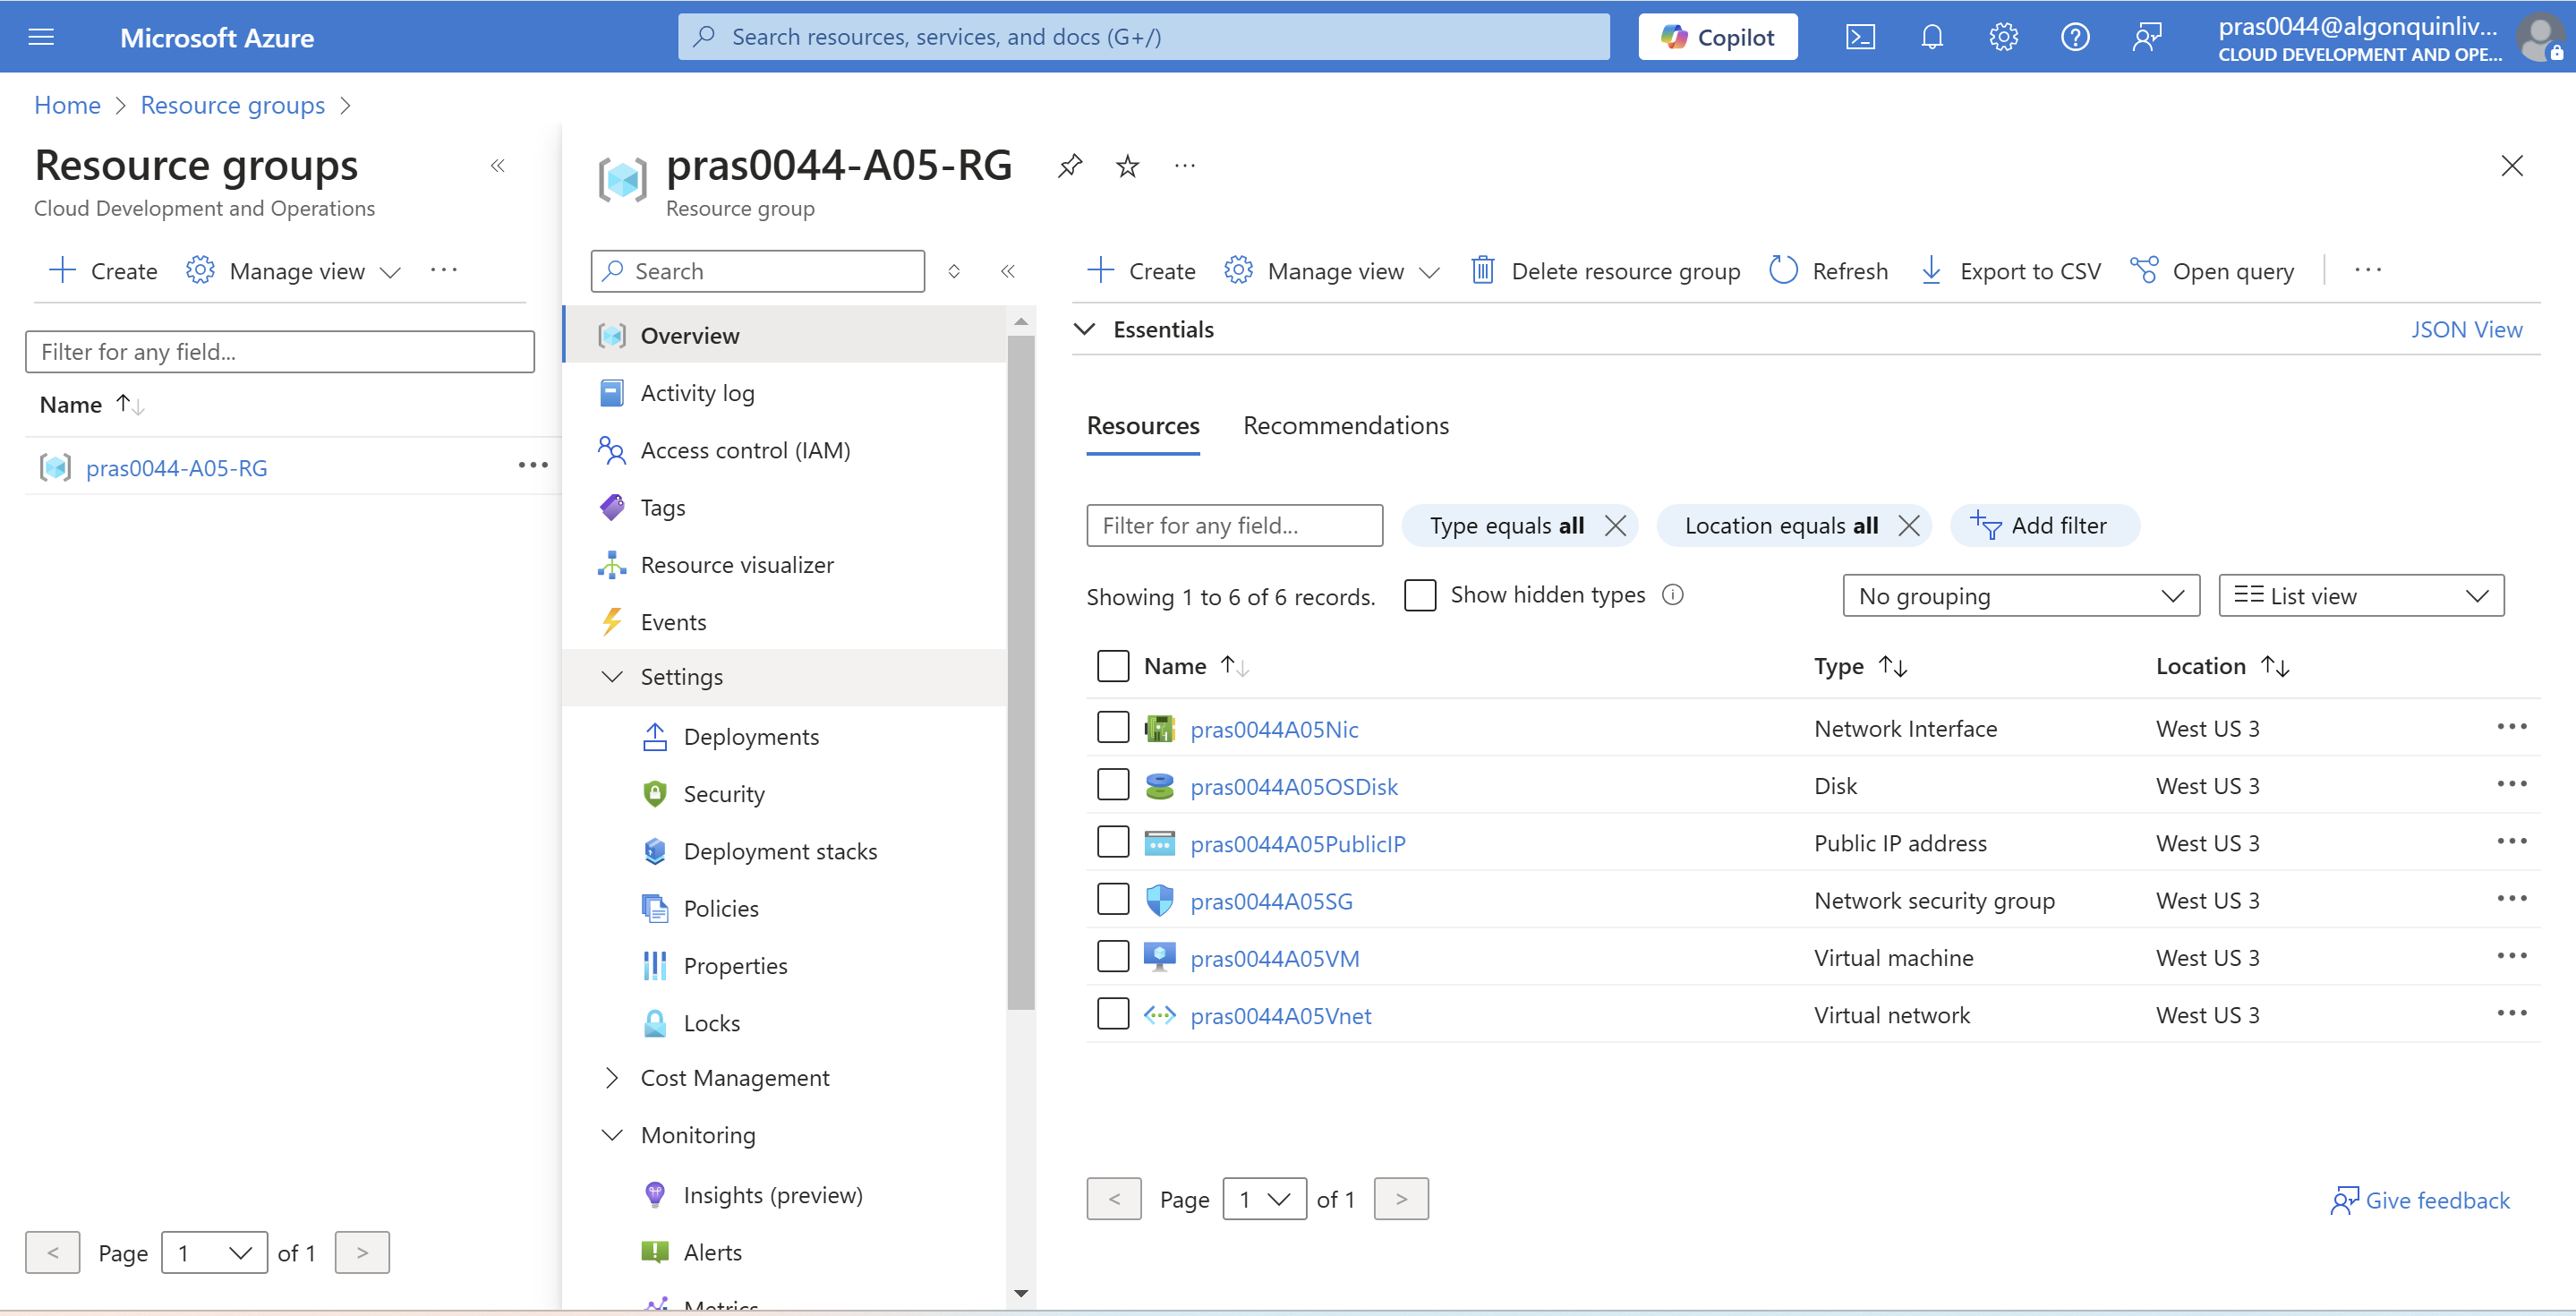 Microsoft Azure
Search resources, services, and docs (G+/)
Copilot
pras0044@algonquinliv...
CLOUD DEVELOPMENT AND OPE...
Home > Resource groups >
Resource groups
Cloud Development and Operations
Create
Manage view
Filter for any field...
Name
pras0044-A05-RG
< Page 1 of 1 >
pras0044-A05-RG
Resource group
Search
Overview
Activity log
Access control (IAM)
Tags
Resource visualizer
Events
Settings
Deployments
Security
Deployment stacks
Policies
Properties
Locks
Cost Management
Monitoring
Insights (preview)
Alerts
Metrics
Create Manage view Delete resource group Refresh Export to CSV Open query
Essentials JSON View
Resources Recommendations
Filter for any field... Type equals all Location equals all Add filter
Showing 1 to 6 of 6 records. Show hidden types No grouping List view
Name Type Location
pras0044A05Nic Network Interface West US 3
pras0044A05OSDisk Disk West US 3
pras0044A05PublicIP Public IP address West US 3
pras0044A05SG Network security group West US 3
pras0044A05VM Virtual machine West US 3
pras0044A05Vnet Virtual network West US 3
< Page 1 of 1 >
Give feedback